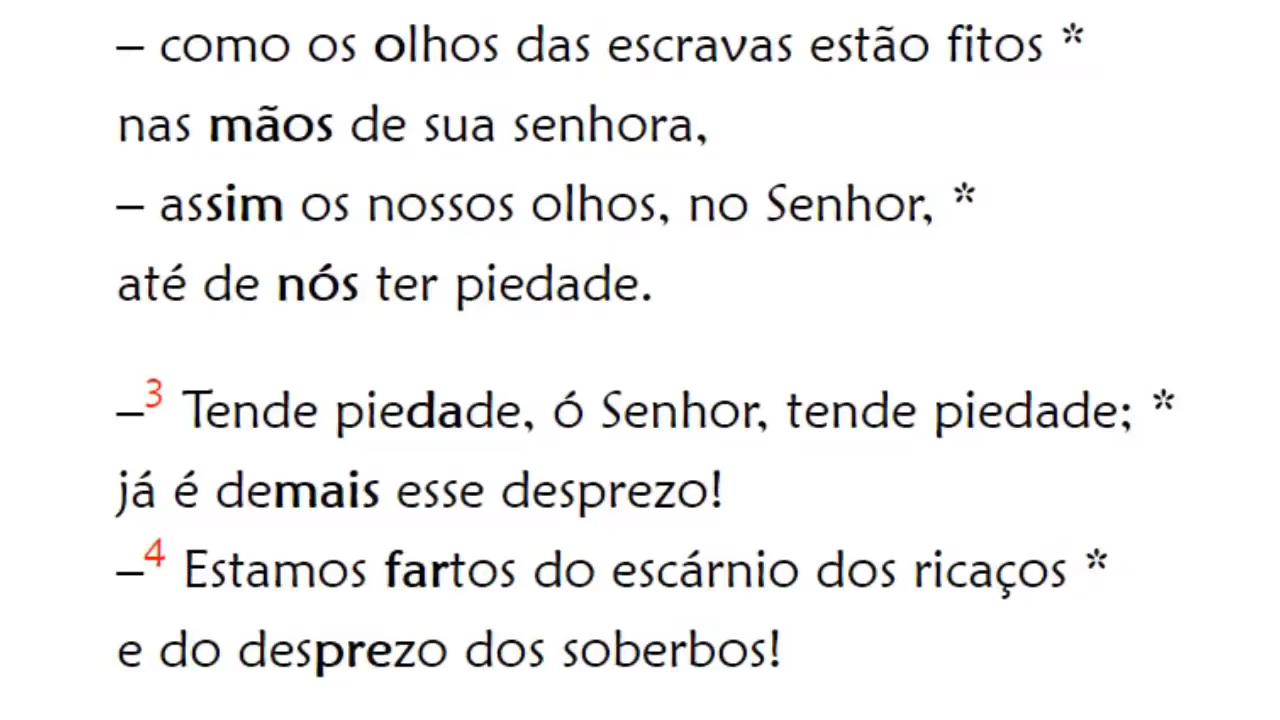 – como os olhos das escravas estão fitos *
nas mãos de sua senhora,
– assim os nossos olhos, no Senhor, *
até de nós ter piedade.
–3 Tende piedade, ó Senhor, tende piedade; *
já é demais esse desprezo!
–4 Estamos fartos do escárnio dos ricaços *
e do desprezo dos soberbos!